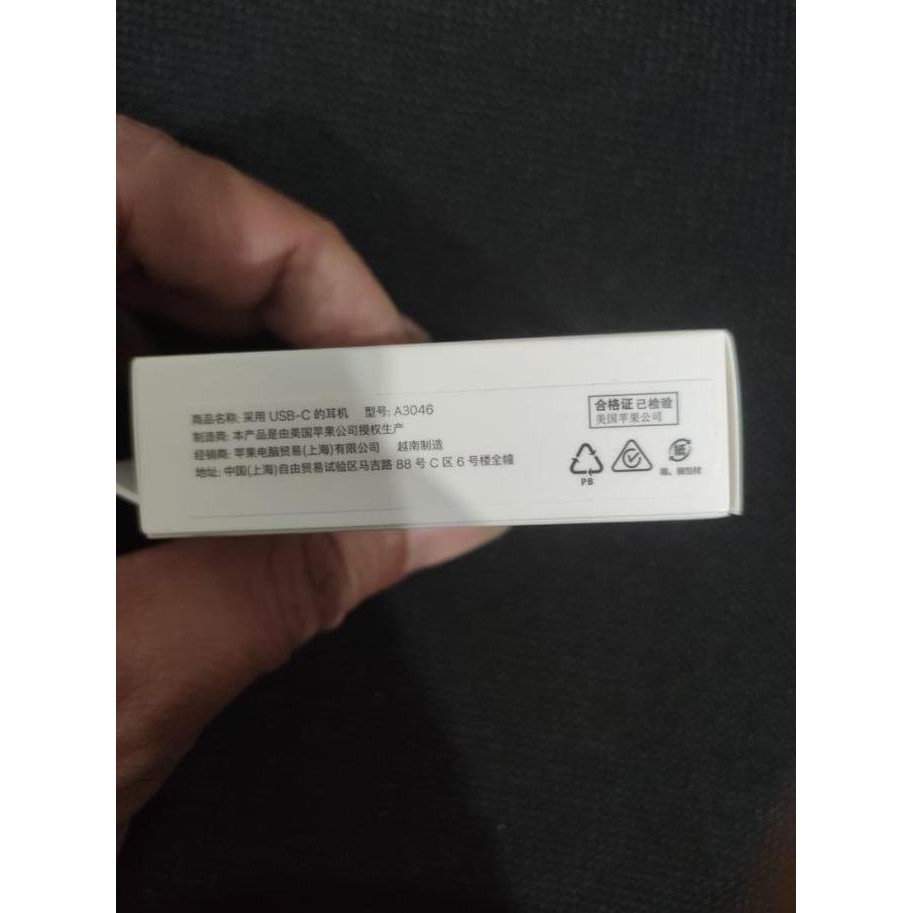 商品名称: 采用 USB-C 的耳机 型号: A3046
制造商: 本产品是由美国苹果公司授权生产
经销商: 苹果电脑贸易(上海)有限公司 越南制造
地址: 中国(上海)自由贸易试验区马吉路 88 号 C 区 6 号楼全幢
合格证 已检验
美国苹果公司
PB
紙